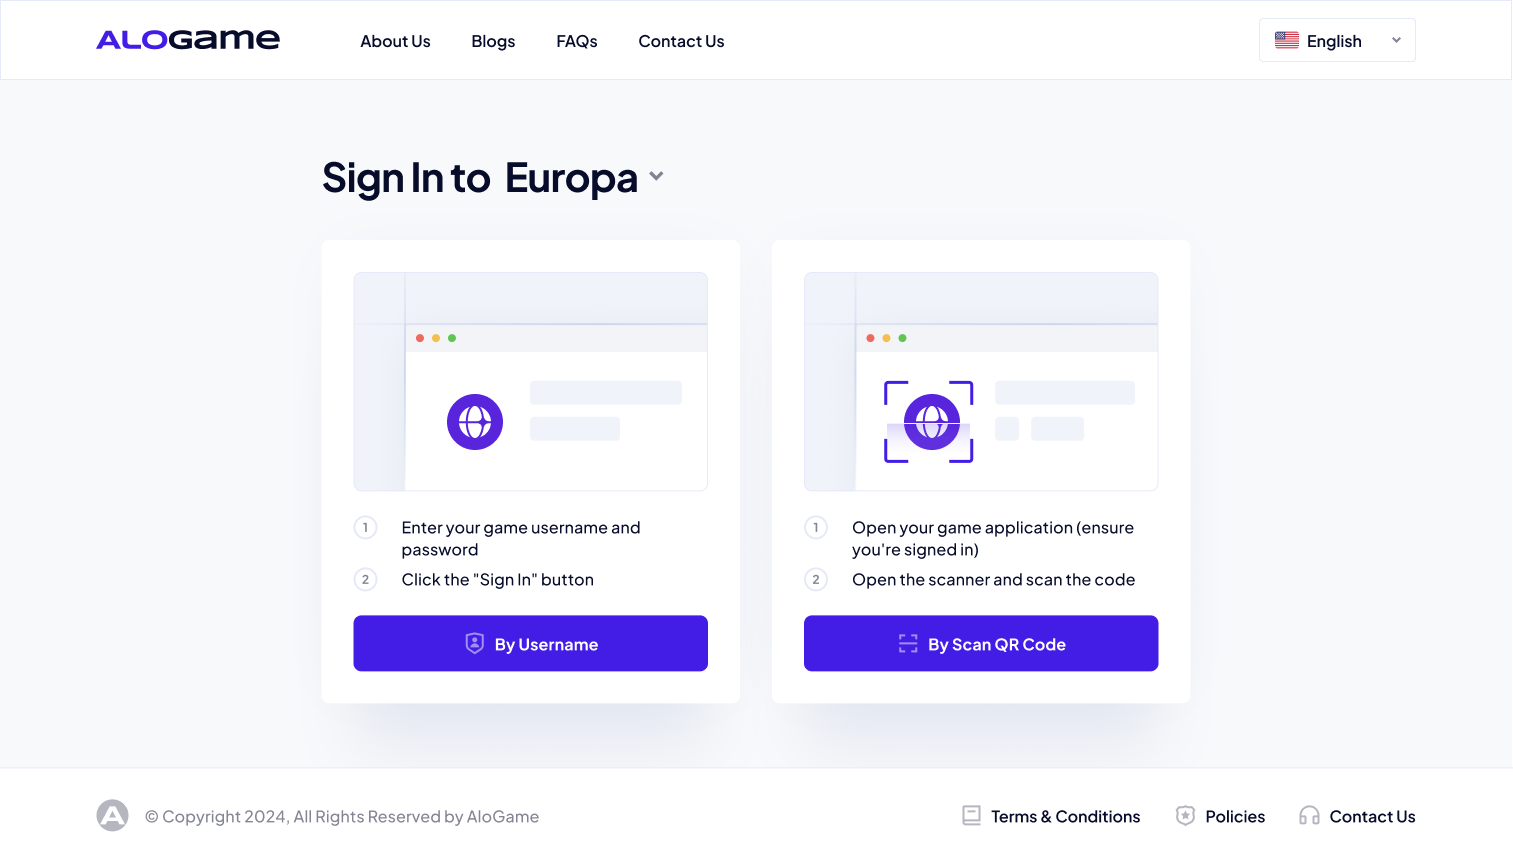 ALOGAME
About Us
Blogs
FAQs
Contact Us
English
Sign In to Europa
1 Enter your game username and
password
2 Click the "Sign In" button
By Username
1 Open your game application (ensure
you're signed in)
2 Open the scanner and scan the code
By Scan QR Code
A © Copyright 2024, All Rights Reserved by AloGame
Terms & Conditions
Policies
Contact Us